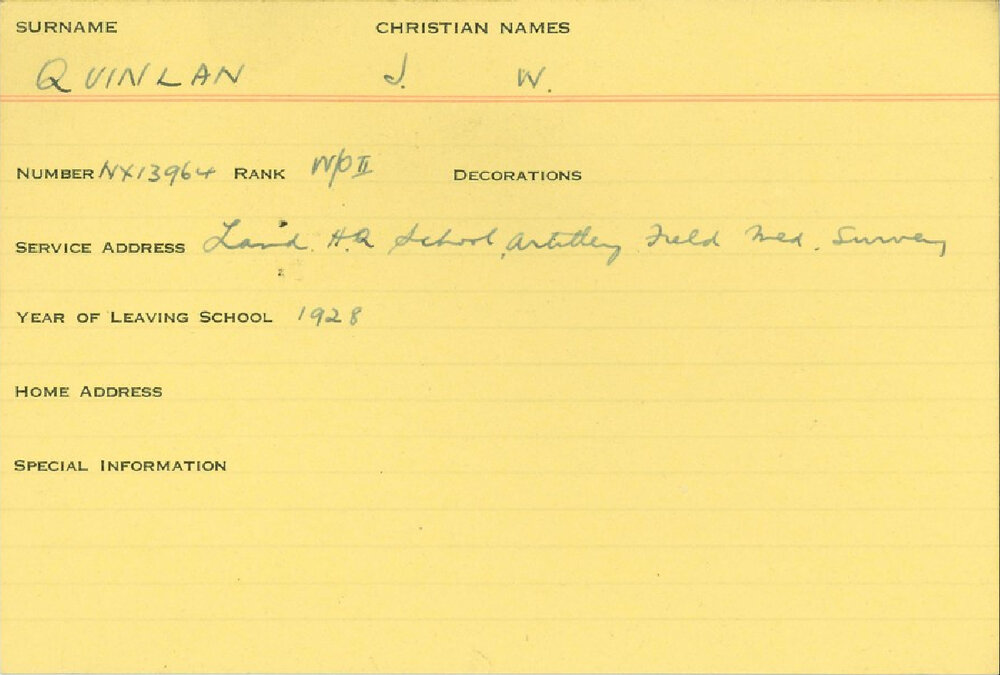 SURNAME CHRISTIAN NAMES
QUINLAN J. W.
NUMBER NX13964 RANK W/O II DECORATIONS
SERVICE ADDRESS Land. H.Q School, Artillery Field Med. Survey
YEAR OF LEAVING SCHOOL 1928
HOME ADDRESS
SPECIAL INFORMATION